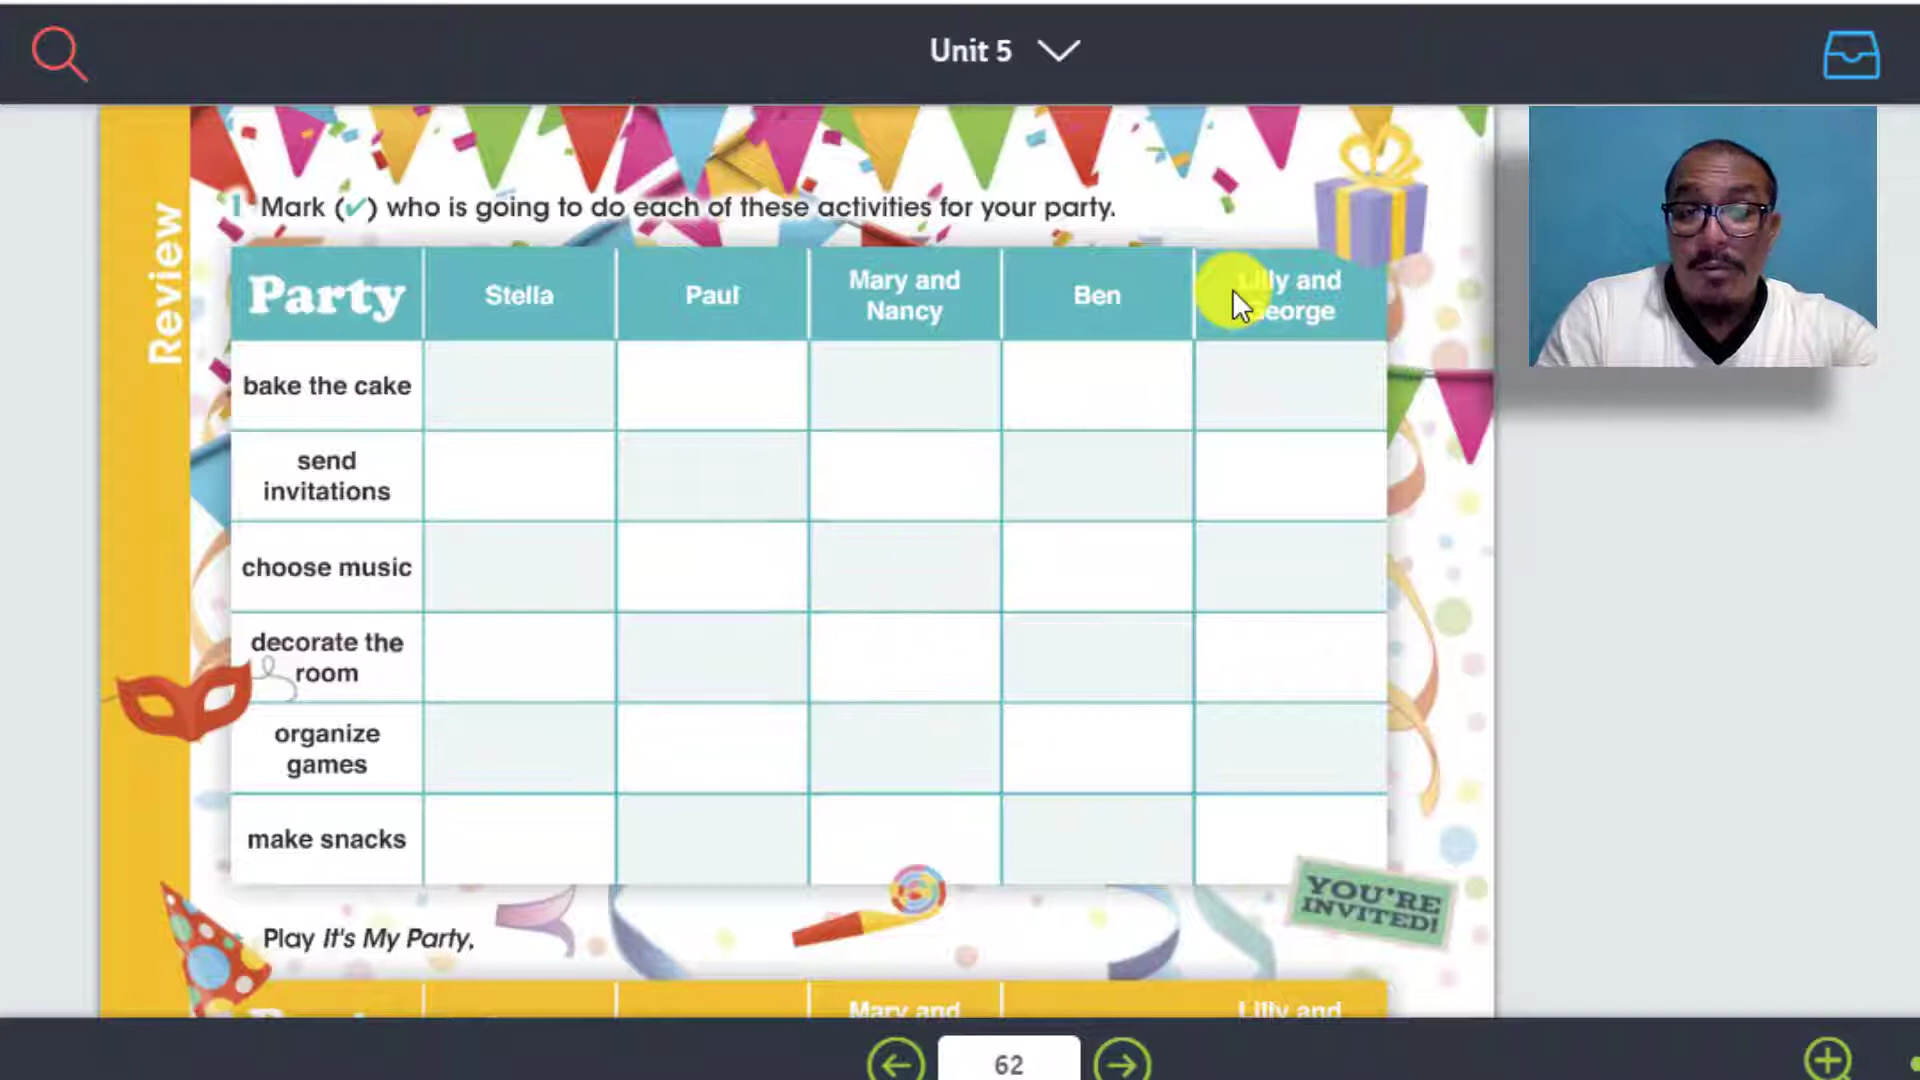 Unit 5
Review
1 Mark (✓) who is going to do each of these activities for your party.
Party
Stella
Paul
Mary and
Nancy
Ben
Lilly and
George
bake the cake
send
invitations
choose music
decorate the
room
organize
games
make snacks
YOU'RE
INVITED!
Play It's My Party.
Mary and
Lilly and
62